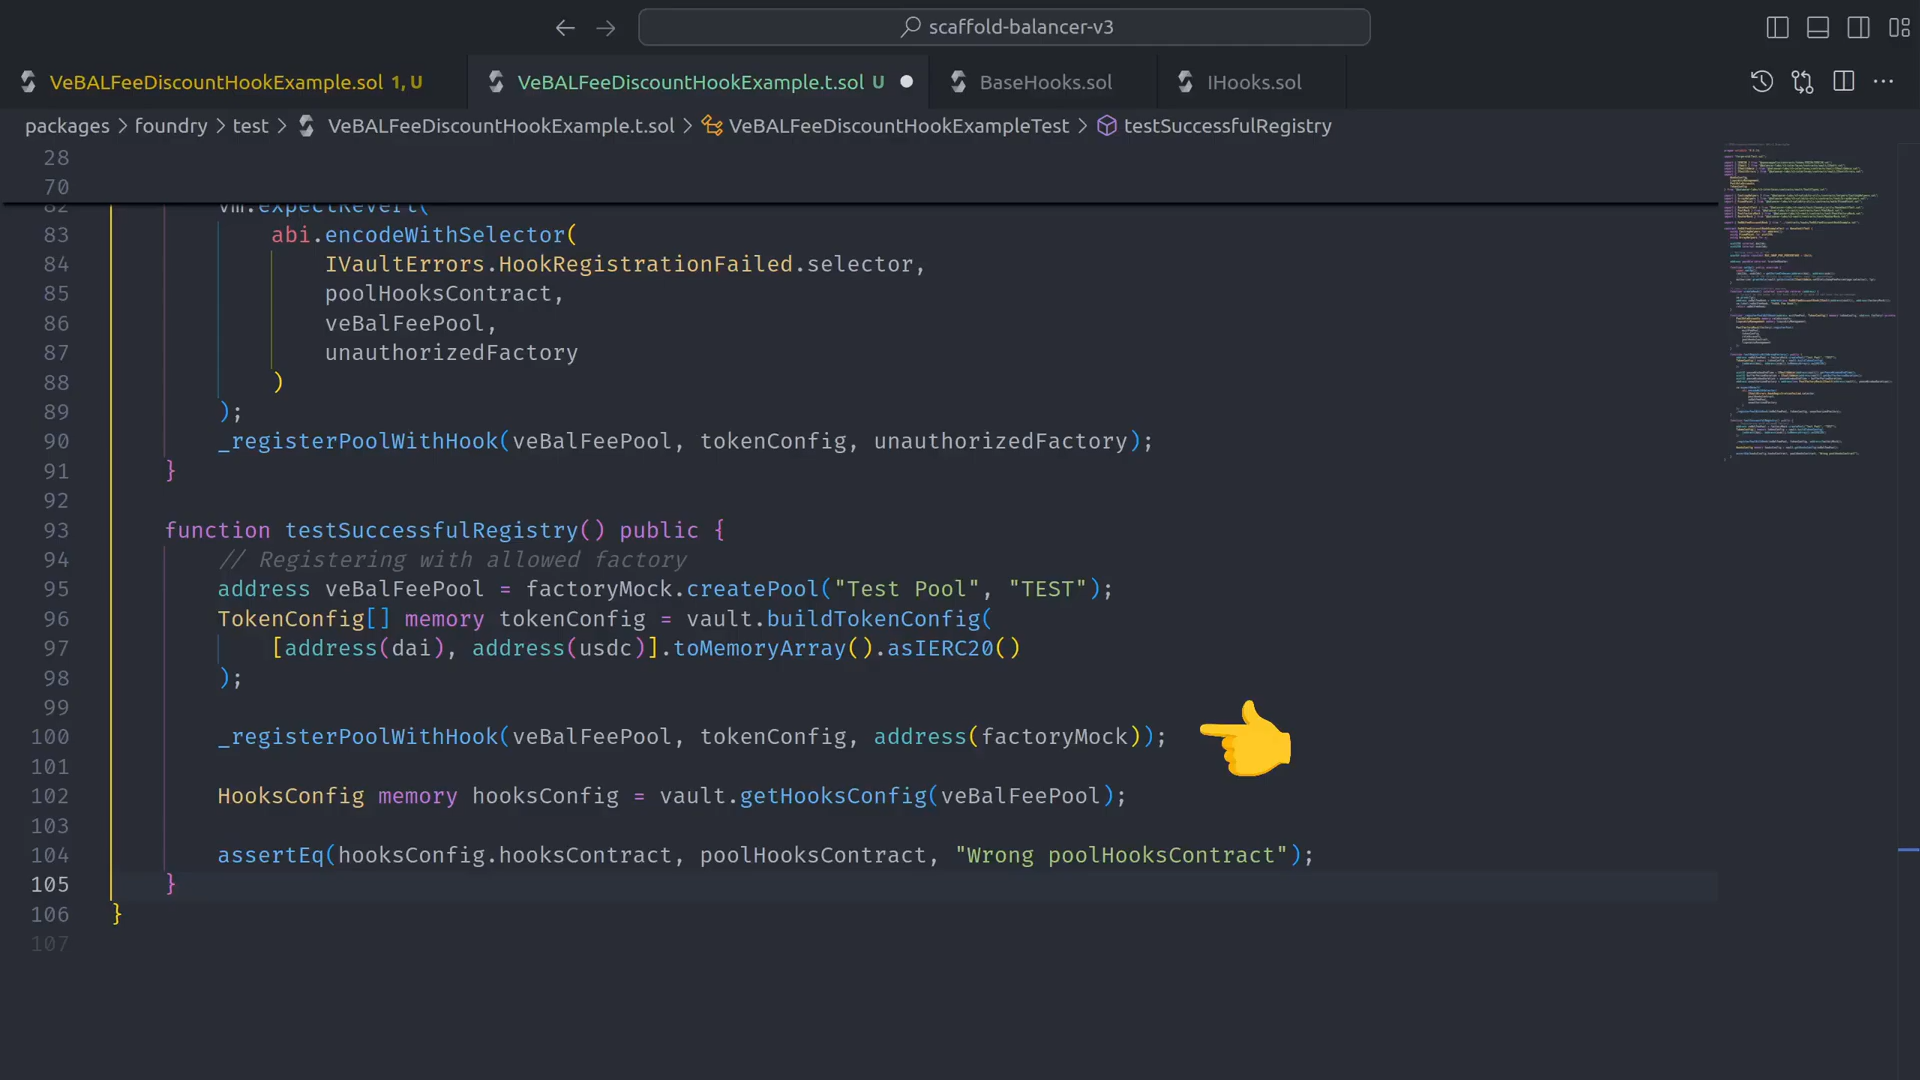 scaffold-balancer-v3
VeBALFeeDiscountHookExample.sol 1, U
VeBALFeeDiscountHookExample.t.sol U
BaseHooks.sol
IHooks.sol
packages > foundry > test > VeBALFeeDiscountHookExample.t.sol > VeBALFeeDiscountHookExampleTest > testSuccessfulRegistry
28
70
82 vm.expectRevert(
83 abi.encodeWithSelector(
84 IVaultErrors.HookRegistrationFailed.selector,
85 poolHooksContract,
86 veBalFeePool,
87 unauthorizedFactory
88 )
89 );
90 _registerPoolWithHook(veBalFeePool, tokenConfig, unauthorizedFactory);
91 }
92
93 function testSuccessfulRegistry() public {
94 // Registering with allowed factory
95 address veBalFeePool = factoryMock.createPool("Test Pool", "TEST");
96 TokenConfig[] memory tokenConfig = vault.buildTokenConfig(
97 [address(dai), address(usdc)].toMemoryArray().asIERC20()
98 );
99
100 _registerPoolWithHook(veBalFeePool, tokenConfig, address(factoryMock));
101
102 HooksConfig memory hooksConfig = vault.getHooksConfig(veBalFeePool);
103
104 assertEq(hooksConfig.hooksContract, poolHooksContract, "Wrong poolHooksContract");
105 }
106 }
107